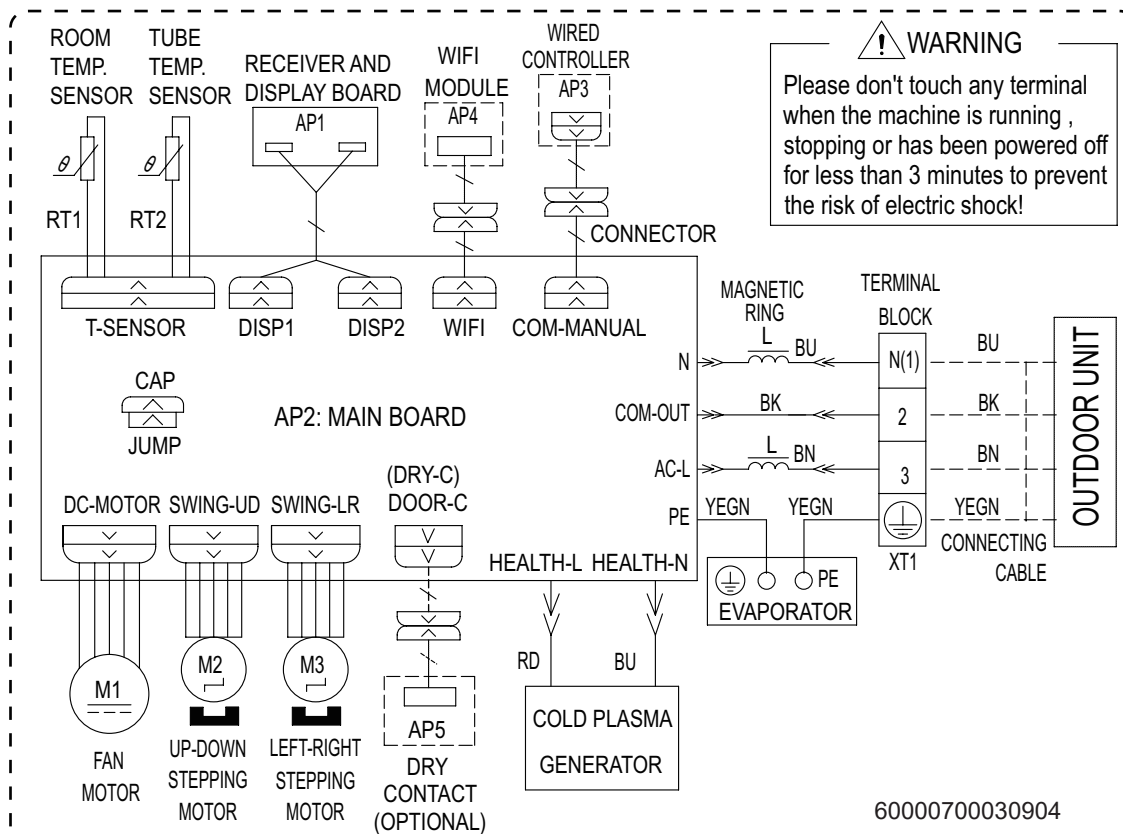 ROOM
TEMP.
SENSOR
TUBE
TEMP.
SENSOR
RECEIVER AND
DISPLAY BOARD
AP1
WIFI
MODULE
AP4
WIRED
CONTROLLER
AP3
WARNING
Please don't touch any terminal
when the machine is running ,
stopping or has been powered off
for less than 3 minutes to prevent
the risk of electric shock!
θ
θ
RT1
RT2
CONNECTOR
T-SENSOR
DISP1
DISP2
WIFI
COM-MANUAL
MAGNETIC
RING
TERMINAL
BLOCK
N
L
BU
N(1)
BU
COM-OUT
BK
2
BK
AC-L
L
BN
3
BN
PE
YEGN
YEGN
YEGN
XT1
CONNECTING
CABLE
OUTDOOR UNIT
PE
EVAPORATOR
CAP
JUMP
AP2: MAIN BOARD
DC-MOTOR
SWING-UD
SWING-LR
(DRY-C)
DOOR-C
HEALTH-L
HEALTH-N
M1
M2
M3
AP5
RD
BU
COLD PLASMA
GENERATOR
FAN
MOTOR
UP-DOWN
STEPPING
MOTOR
LEFT-RIGHT
STEPPING
MOTOR
DRY
CONTACT
(OPTIONAL)
60000700030904